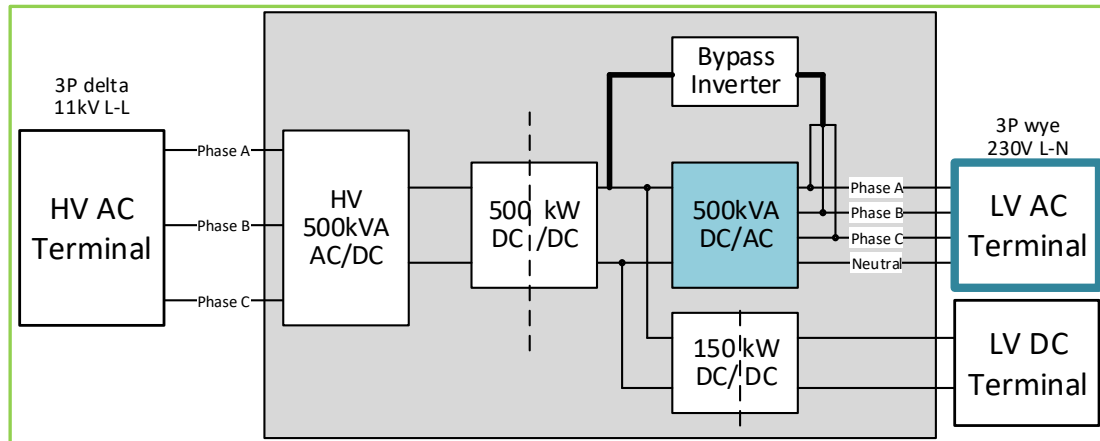 3P delta
11kV L-L
HV AC
Terminal
Phase A
Phase B
Phase C
HV
500kVA
AC/DC
500 kW
DC /DC
Bypass
Inverter
500kVA
DC/AC
150 kW
DC/ DC
Phase A
Phase B
Phase C
Neutral
3P wye
230V L-N
LV AC
Terminal
LV DC
Terminal